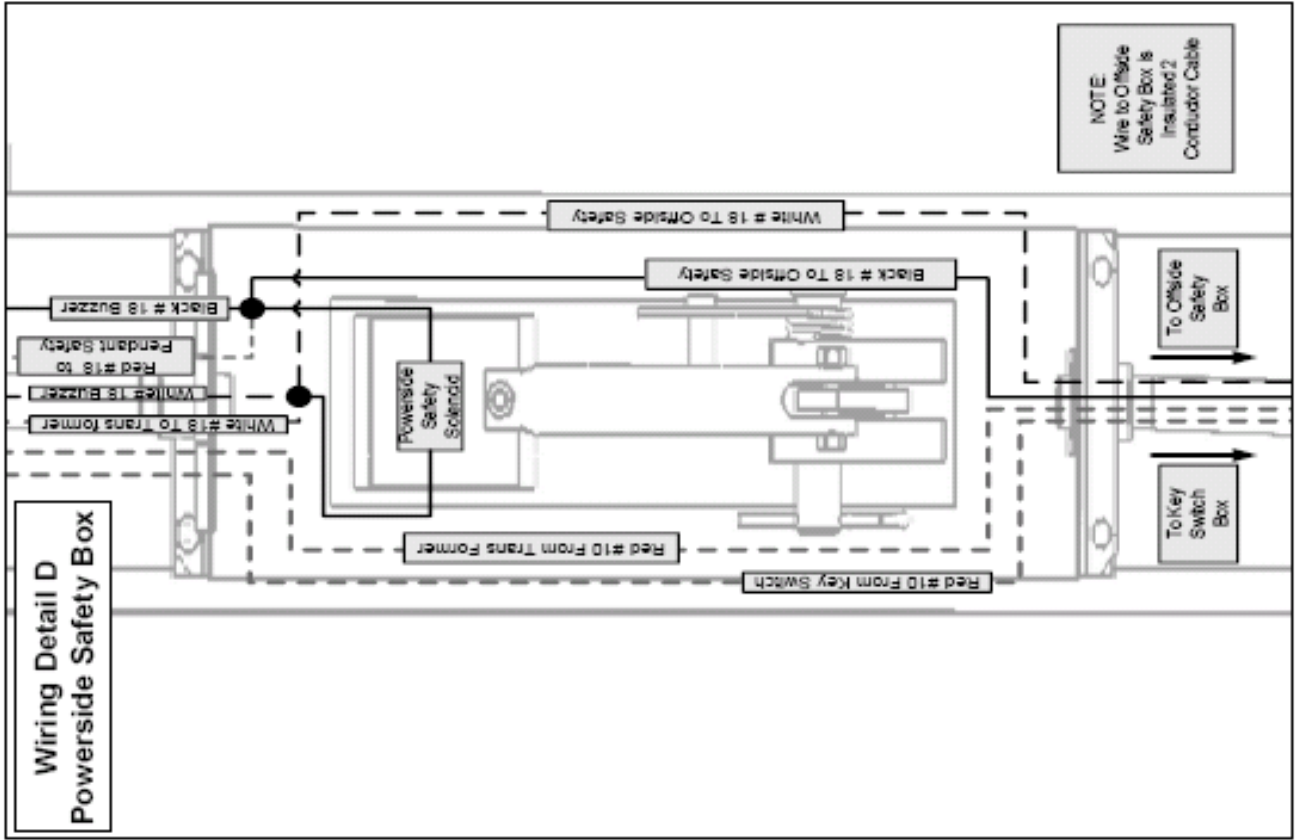 Wiring Detail D
Powerside Safety Box
Black # 18 Buzzer
Red #18 to
Pendant Safety
White# 18 Buzzer
White #18 To Trans former
Powerside
Safety
Solenoid
White # 18 To Offside Safety
Black # 18 To Offside Safety
Red #10 From Trans Former
Red #10 From Key Switch
NOTE:
Wire to Offside
Safety Box is
Insulated 2
Conductor Cable
To Offside
Safety
Box
To Key
Switch
Box